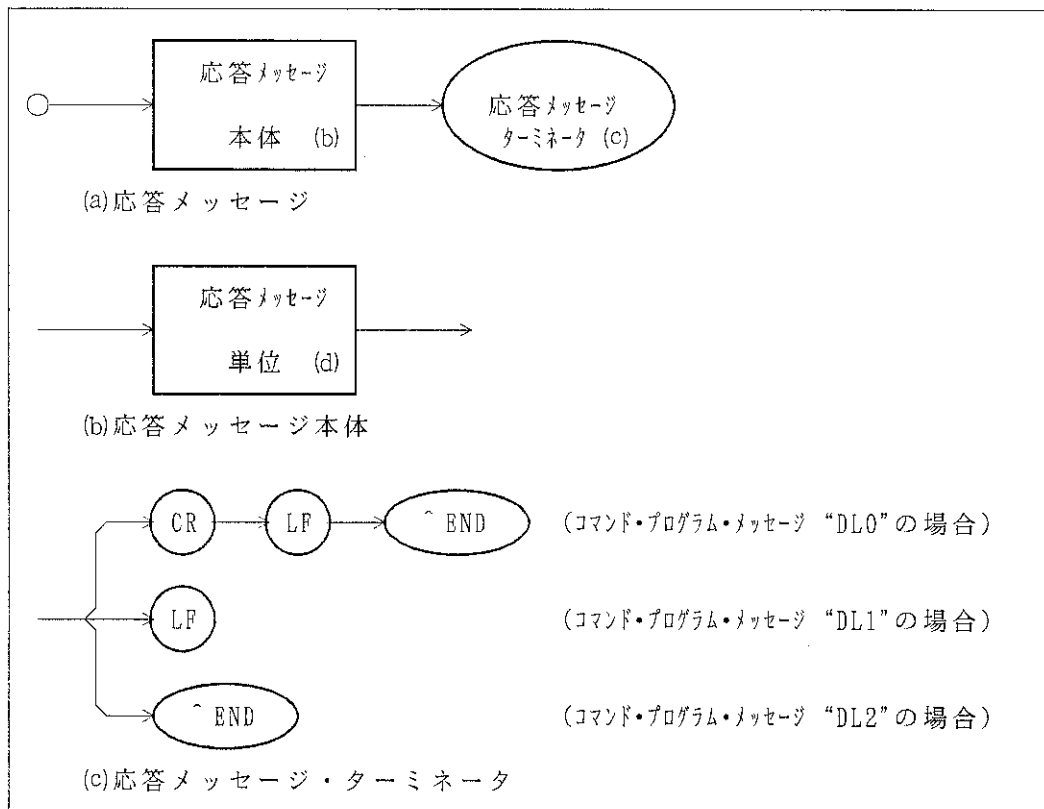 応答メッセージ
本体 (b)
応答メッセージ
ターミネータ (c)
(a)応答メッセージ
応答メッセージ
単位 (d)
(b)応答メッセージ本体
CR LF ^ END (コマンド・プログラム・メッセージ “DL0”の場合)
LF (コマンド・プログラム・メッセージ “DL1”の場合)
^ END (コマンド・プログラム・メッセージ “DL2”の場合)
(c)応答メッセージ・ターミネータ